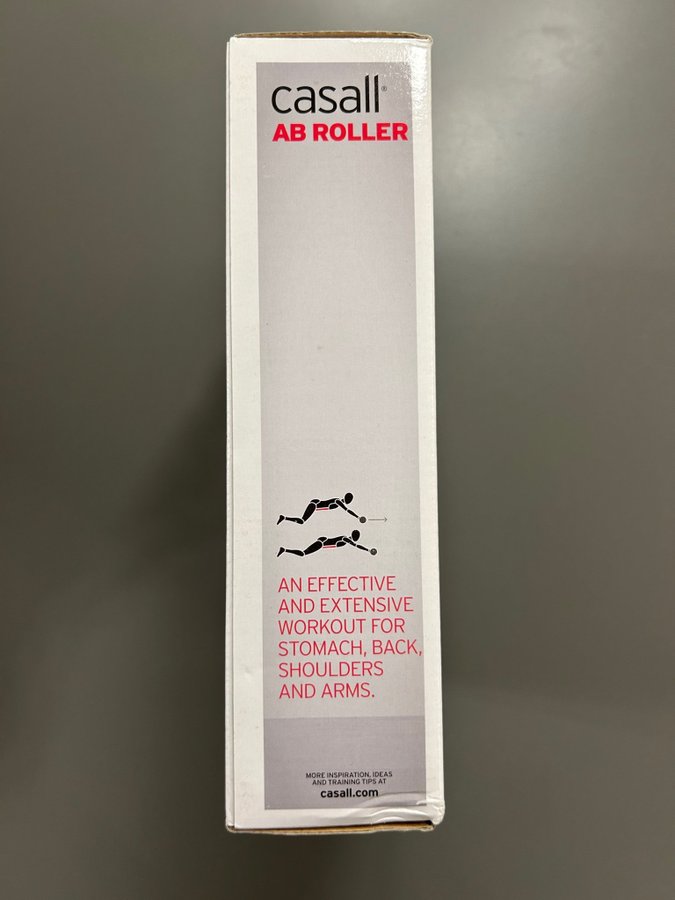 casall®
AB ROLLER
AN EFFECTIVE
AND EXTENSIVE
WORKOUT FOR
STOMACH, BACK,
SHOULDERS
AND ARMS.
MORE INSPIRATION, IDEAS
AND TRAINING TIPS AT
casall.com